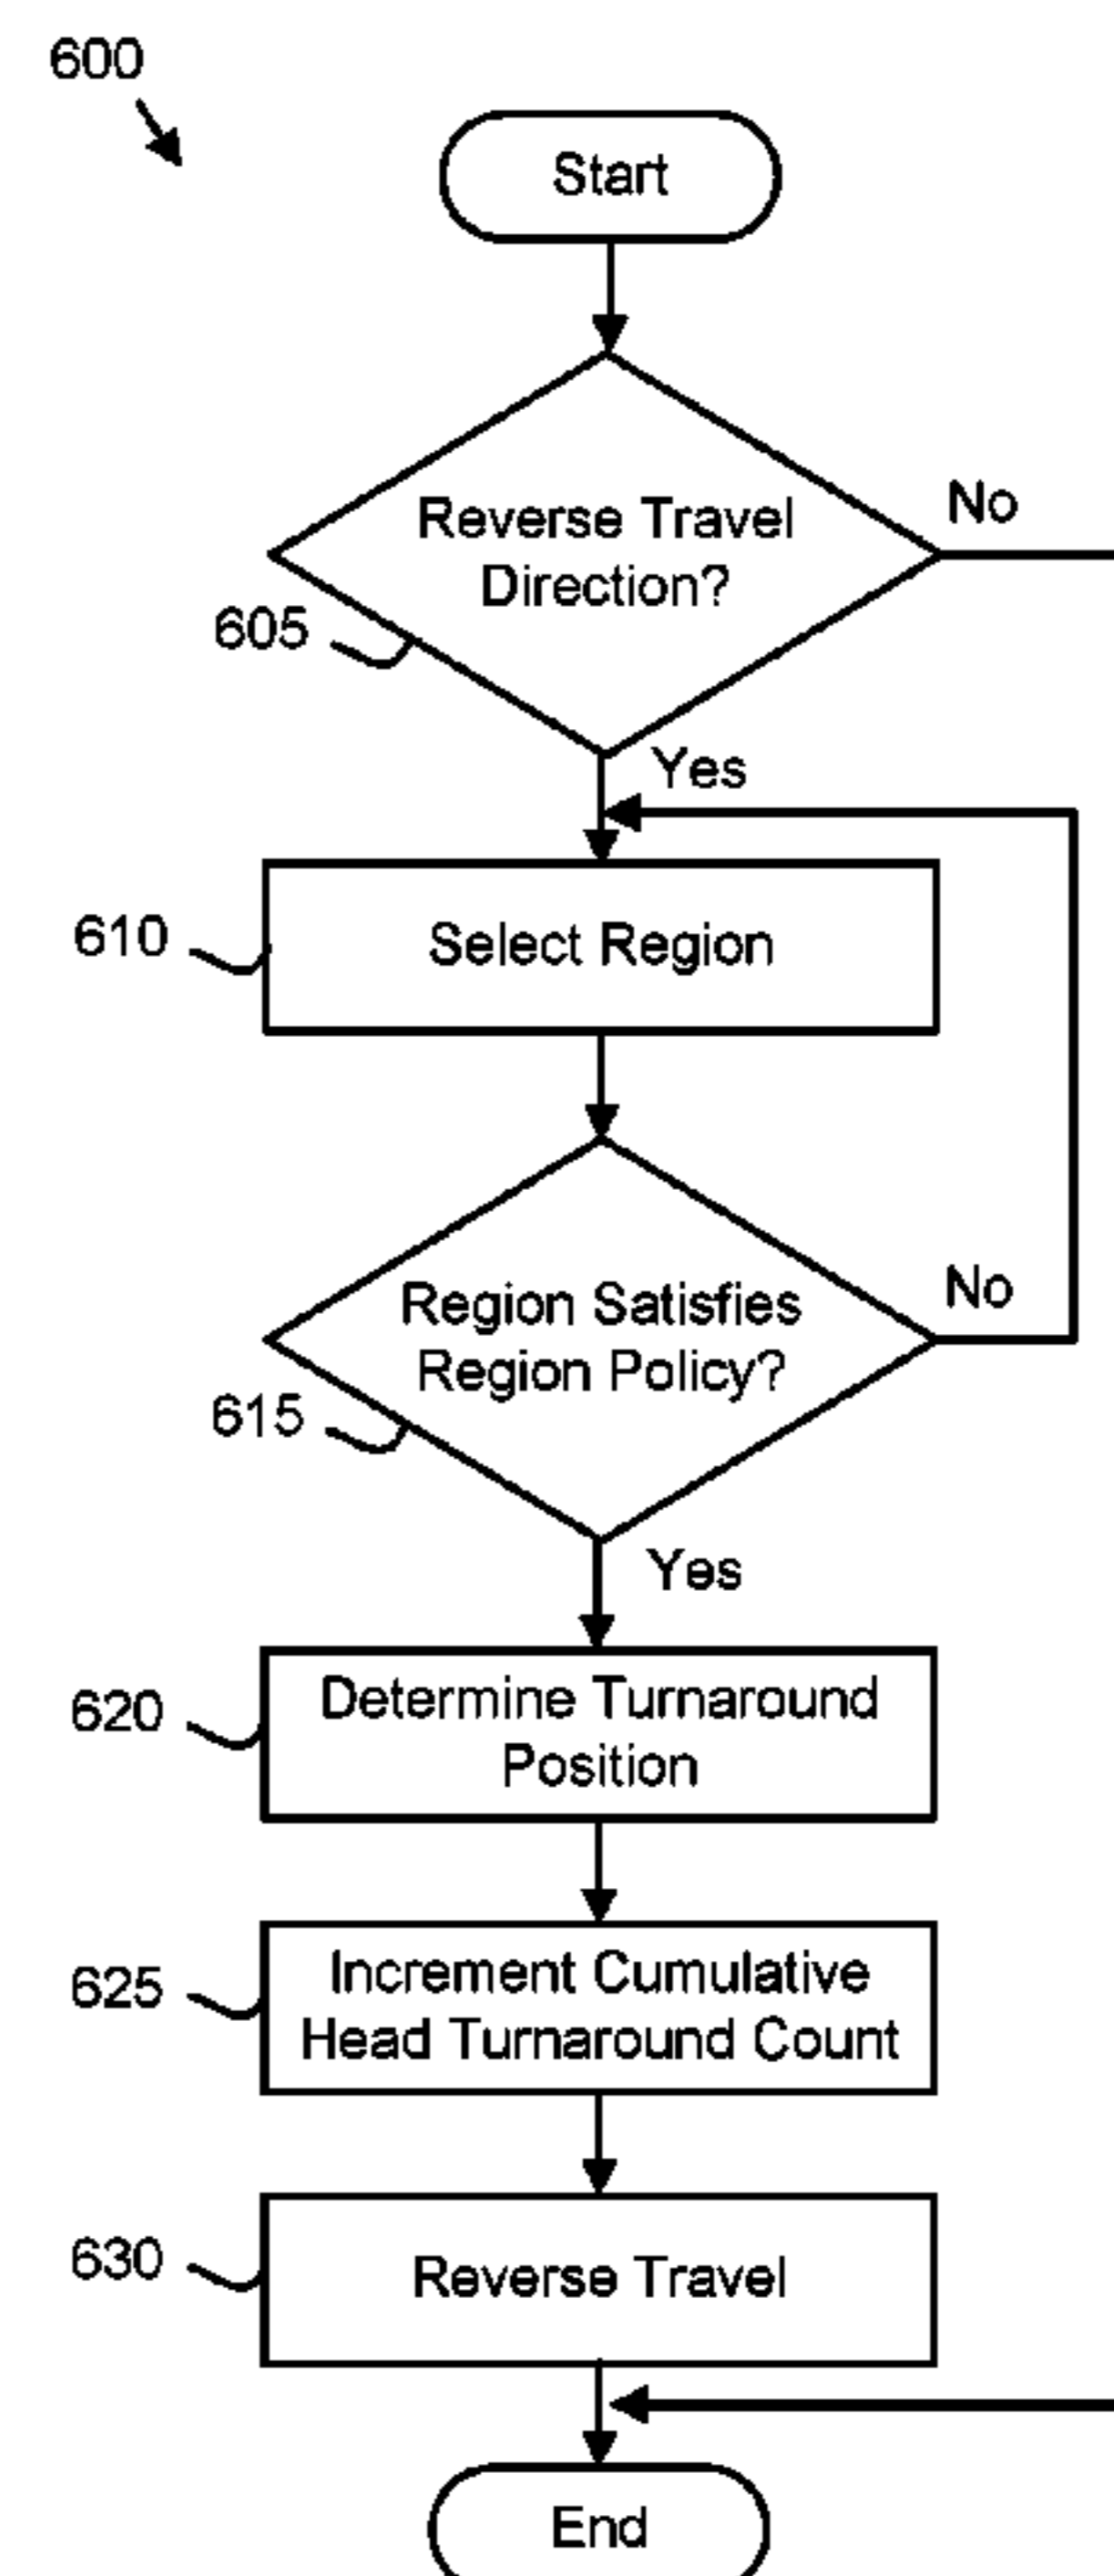 600
Start
Reverse Travel
Direction?
No
605
Yes
610
Select Region
Region Satisfies
Region Policy?
No
615
Yes
620
Determine Turnaround
Position
625
Increment Cumulative
Head Turnaround Count
630
Reverse Travel
End